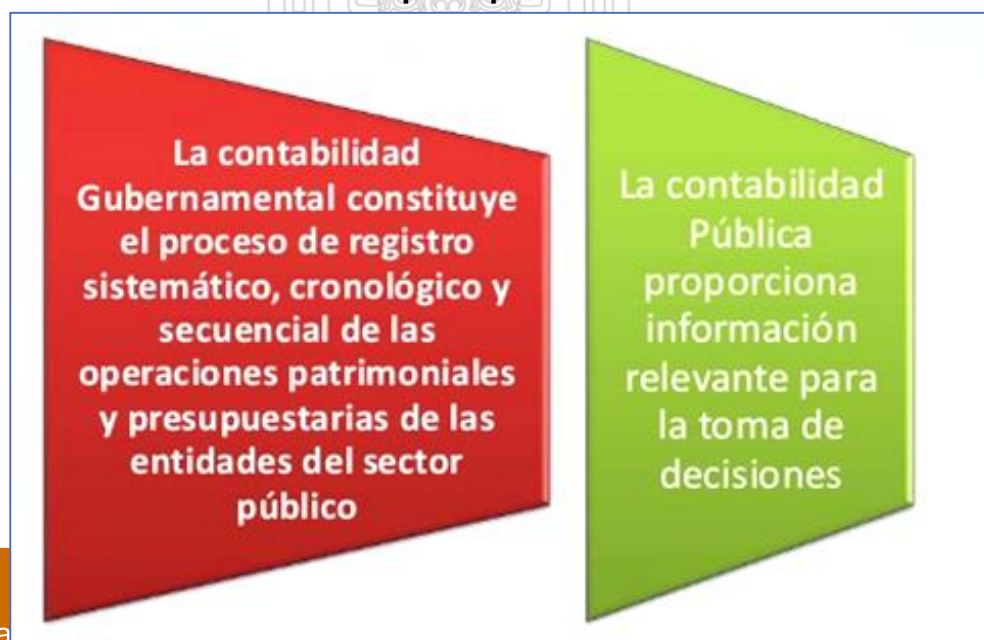 La contabilidad
Gubernamental constituye
el proceso de registro
sistemático, cronológico y
secuencial de las
operaciones patrimoniales
y presupuestarias de las
entidades del sector
público
La contabilidad
Pública
proporciona
información
relevante para
la toma de
decisiones